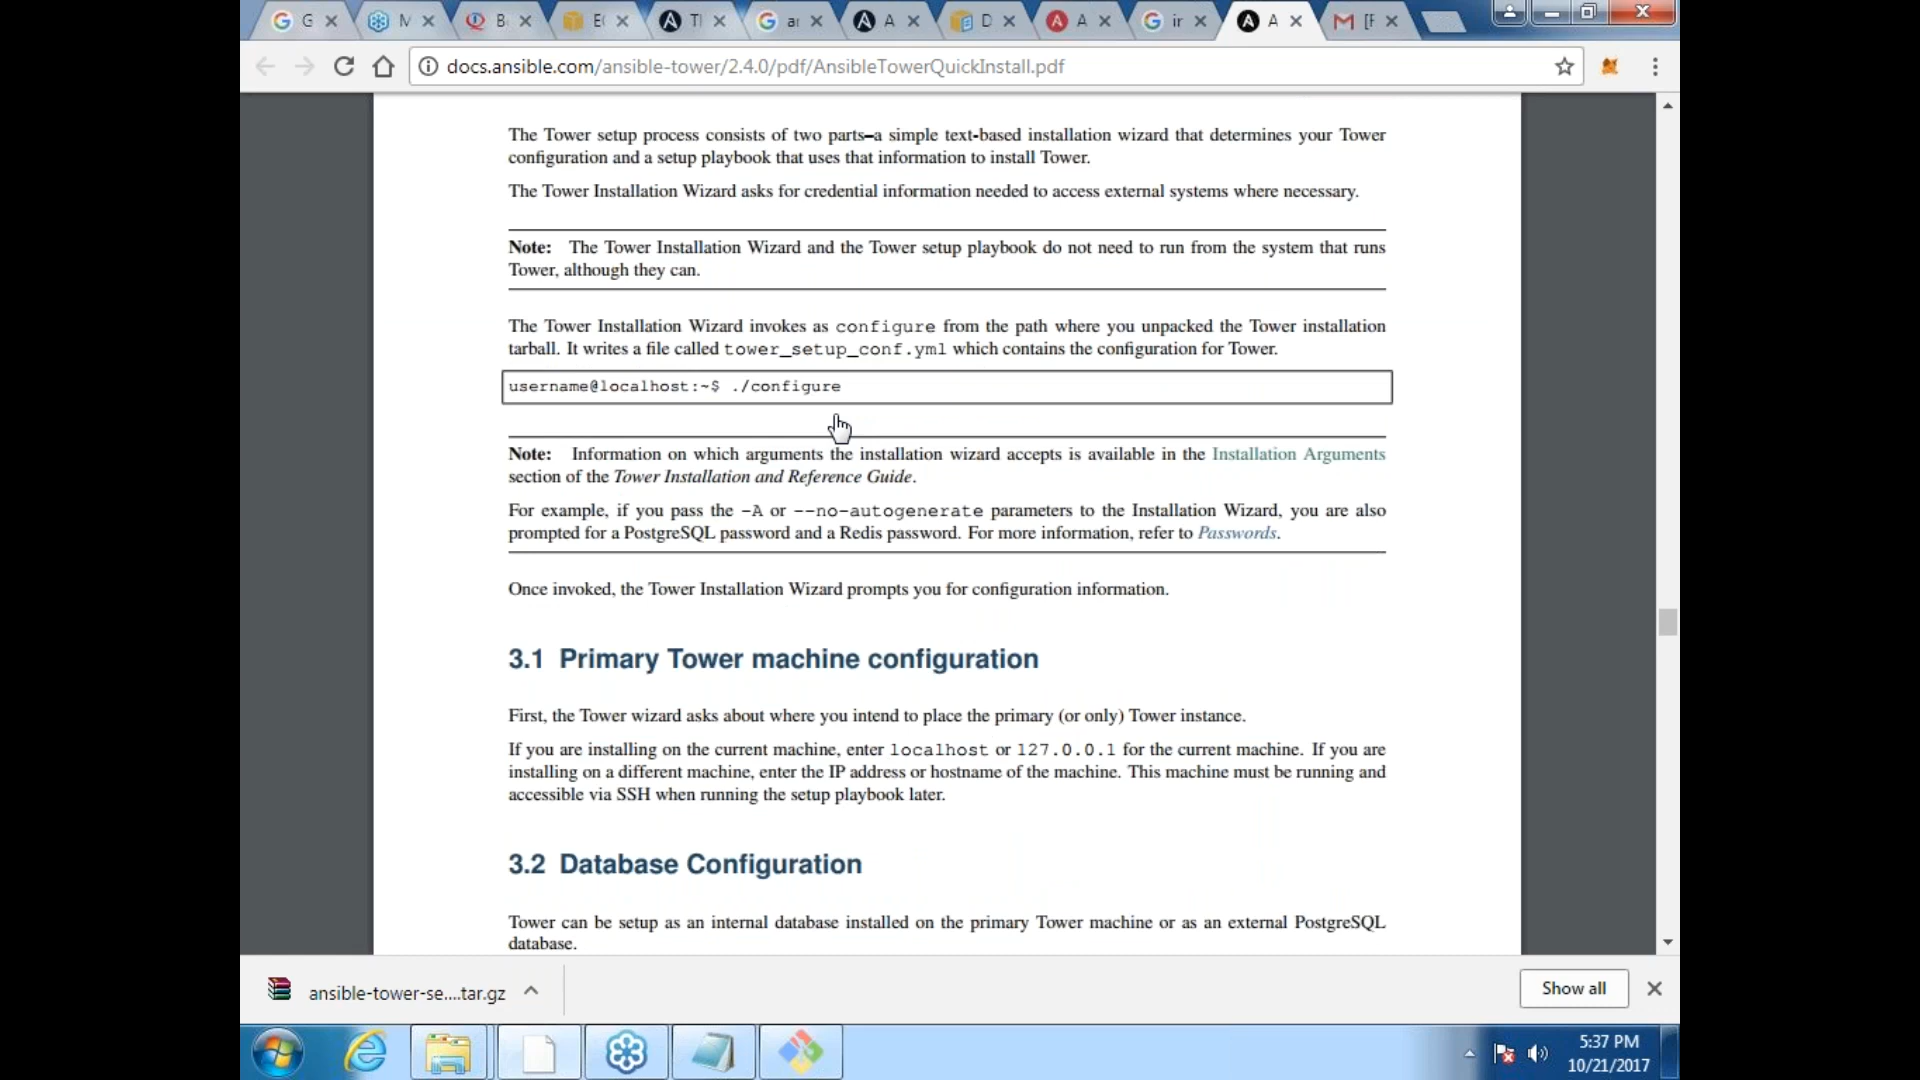 G
M
B
E
Tl
ar
A
D
A
ir
A
[F
docs.ansible.com/ansible-tower/2.4.0/pdf/AnsibleTowerQuickInstall.pdf
The Tower setup process consists of two parts–a simple text-based installation wizard that determines your Tower
configuration and a setup playbook that uses that information to install Tower.
The Tower Installation Wizard asks for credential information needed to access external systems where necessary.
Note: The Tower Installation Wizard and the Tower setup playbook do not need to run from the system that runs
Tower, although they can.
The Tower Installation Wizard invokes as configure from the path where you unpacked the Tower installation
tarball. It writes a file called tower_setup_conf.yml which contains the configuration for Tower.
username@localhost:~$ ./configure
Note: Information on which arguments the installation wizard accepts is available in the Installation Arguments
section of the Tower Installation and Reference Guide.
For example, if you pass the -A or --no-autogenerate parameters to the Installation Wizard, you are also
prompted for a PostgreSQL password and a Redis password. For more information, refer to Passwords.
Once invoked, the Tower Installation Wizard prompts you for configuration information.
3.1 Primary Tower machine configuration
First, the Tower wizard asks about where you intend to place the primary (or only) Tower instance.
If you are installing on the current machine, enter localhost or 127.0.0.1 for the current machine. If you are
installing on a different machine, enter the IP address or hostname of the machine. This machine must be running and
accessible via SSH when running the setup playbook later.
3.2 Database Configuration
Tower can be setup as an internal database installed on the primary Tower machine or as an external PostgreSQL
database.
ansible-tower-se....tar.gz
Show all
5:37 PM
10/21/2017